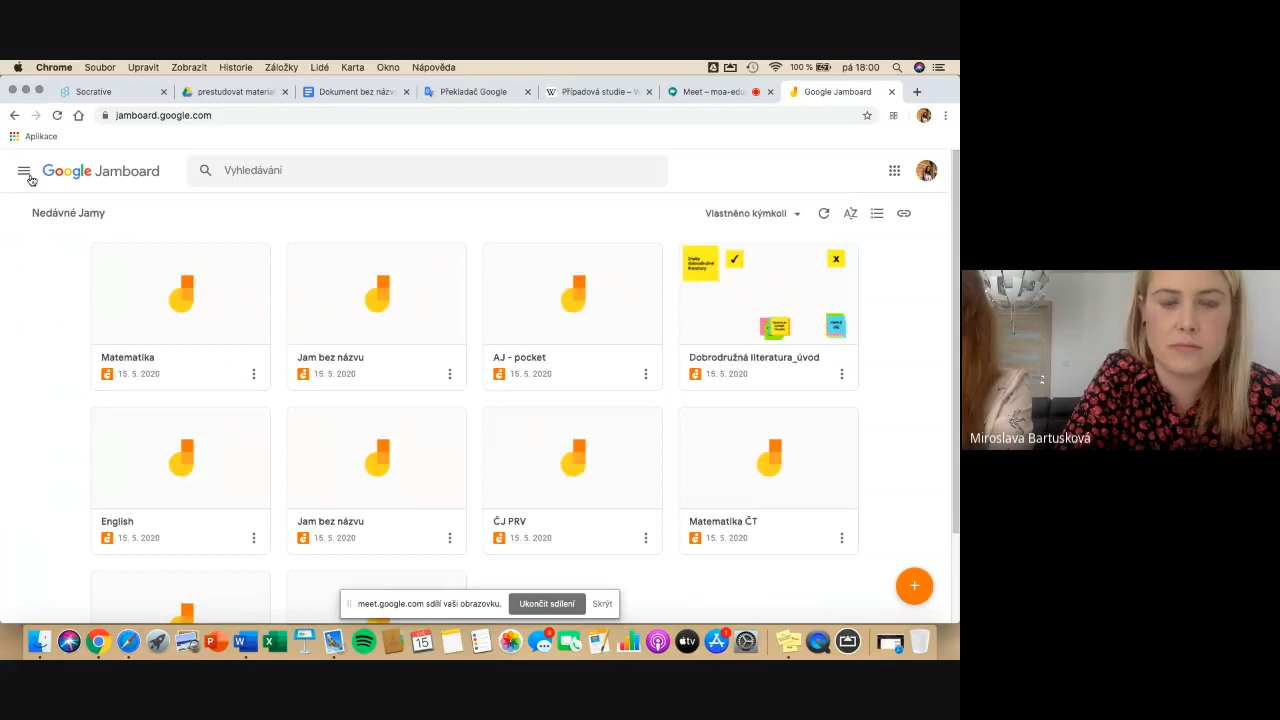 Chrome Soubor Upravit Zobrazit Historie Záložky Lidé Karta Okno Nápověda 100 % pá 18:00
Socrative prestudovat material Dokument bez názvu Překladač Google Případová studie – W Meet – moa-edu Google Jamboard
jamboard.google.com
Aplikace
Google Jamboard Vyhledávání
Nedávné Jamy Vlastněno kýmkoli
Matematika Jam bez názvu AJ - pocket Dobrodružná literatura_úvod
15. 5. 2020 15. 5. 2020 15. 5. 2020 15. 5. 2020
Miroslava Bartusková
English Jam bez názvu ČJ PRV Matematika ČT
15. 5. 2020 15. 5. 2020 15. 5. 2020 15. 5. 2020
meet.google.com sdílí vaši obrazovku. Ukončit sdílení Skrýt